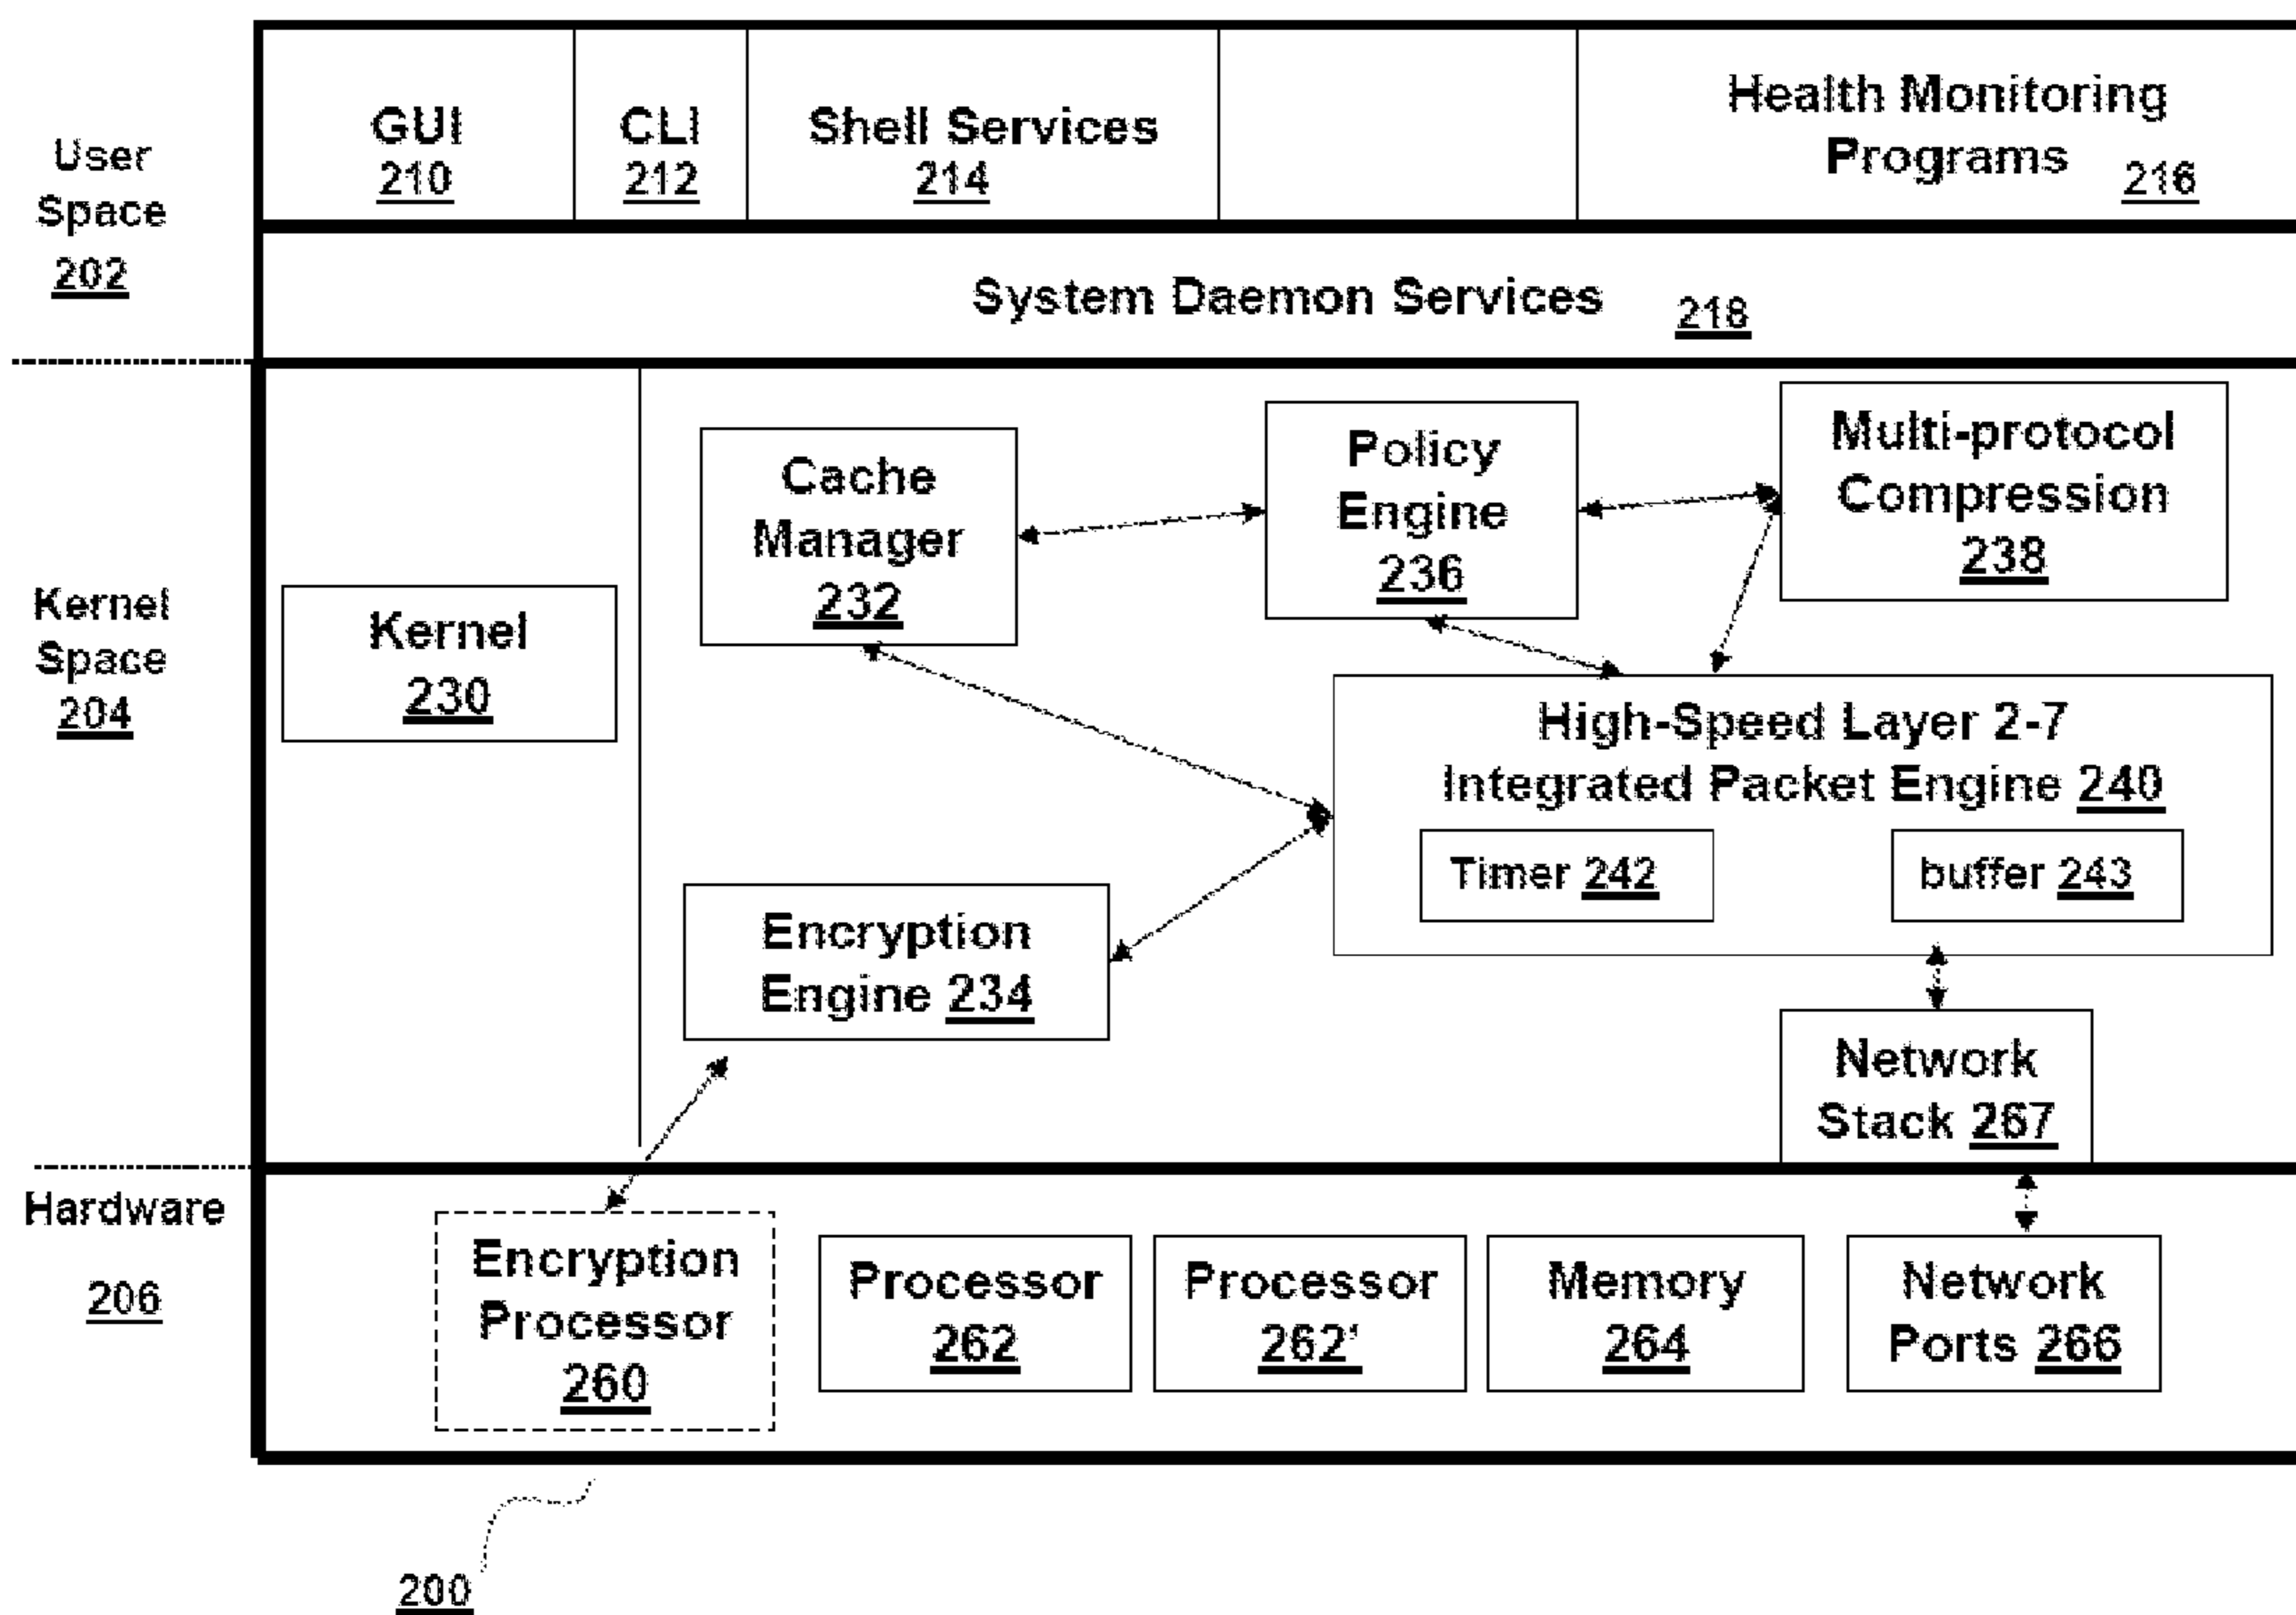 User
Space
202
GUI
210
CLI
212
Shell Services
214
Health Monitoring
Programs 216
System Daemon Services 218
Kernel
Space
204
Kernel
230
Cache
Manager
232
Policy
Engine
236
Multi-protocol
Compression
238
High-Speed Layer 2-7
Integrated Packet Engine 240
Timer 242
buffer 243
Encryption
Engine 234
Network
Stack 267
Hardware
206
Encryption
Processor
260
Processor
262
Processor
262'
Memory
264
Network
Ports 266
200